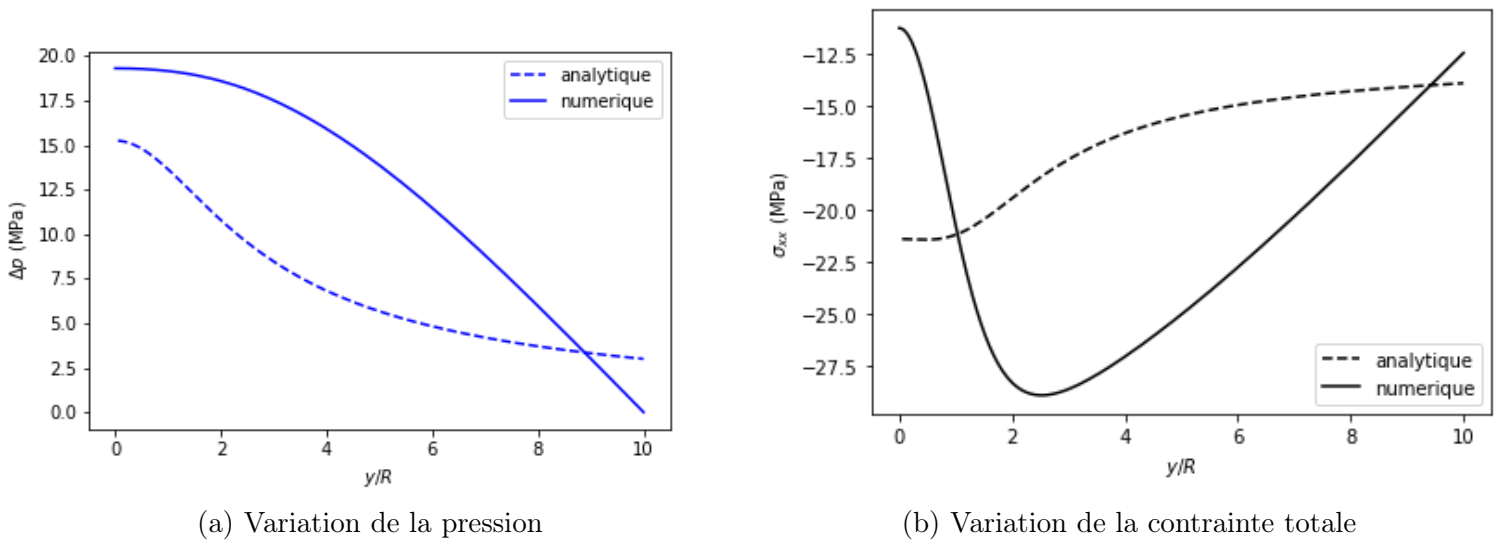 20.0
17.5
15.0
12.5
10.0
7.5
5.0
2.5
0.0
Δp (MPa)
analytique
numerique
0 2 4 6 8 10
y/R
(a) Variation de la pression
−12.5
−15.0
−17.5
−20.0
−22.5
−25.0
−27.5
σxx (MPa)
analytique
numerique
0 2 4 6 8 10
y/R
(b) Variation de la contrainte totale